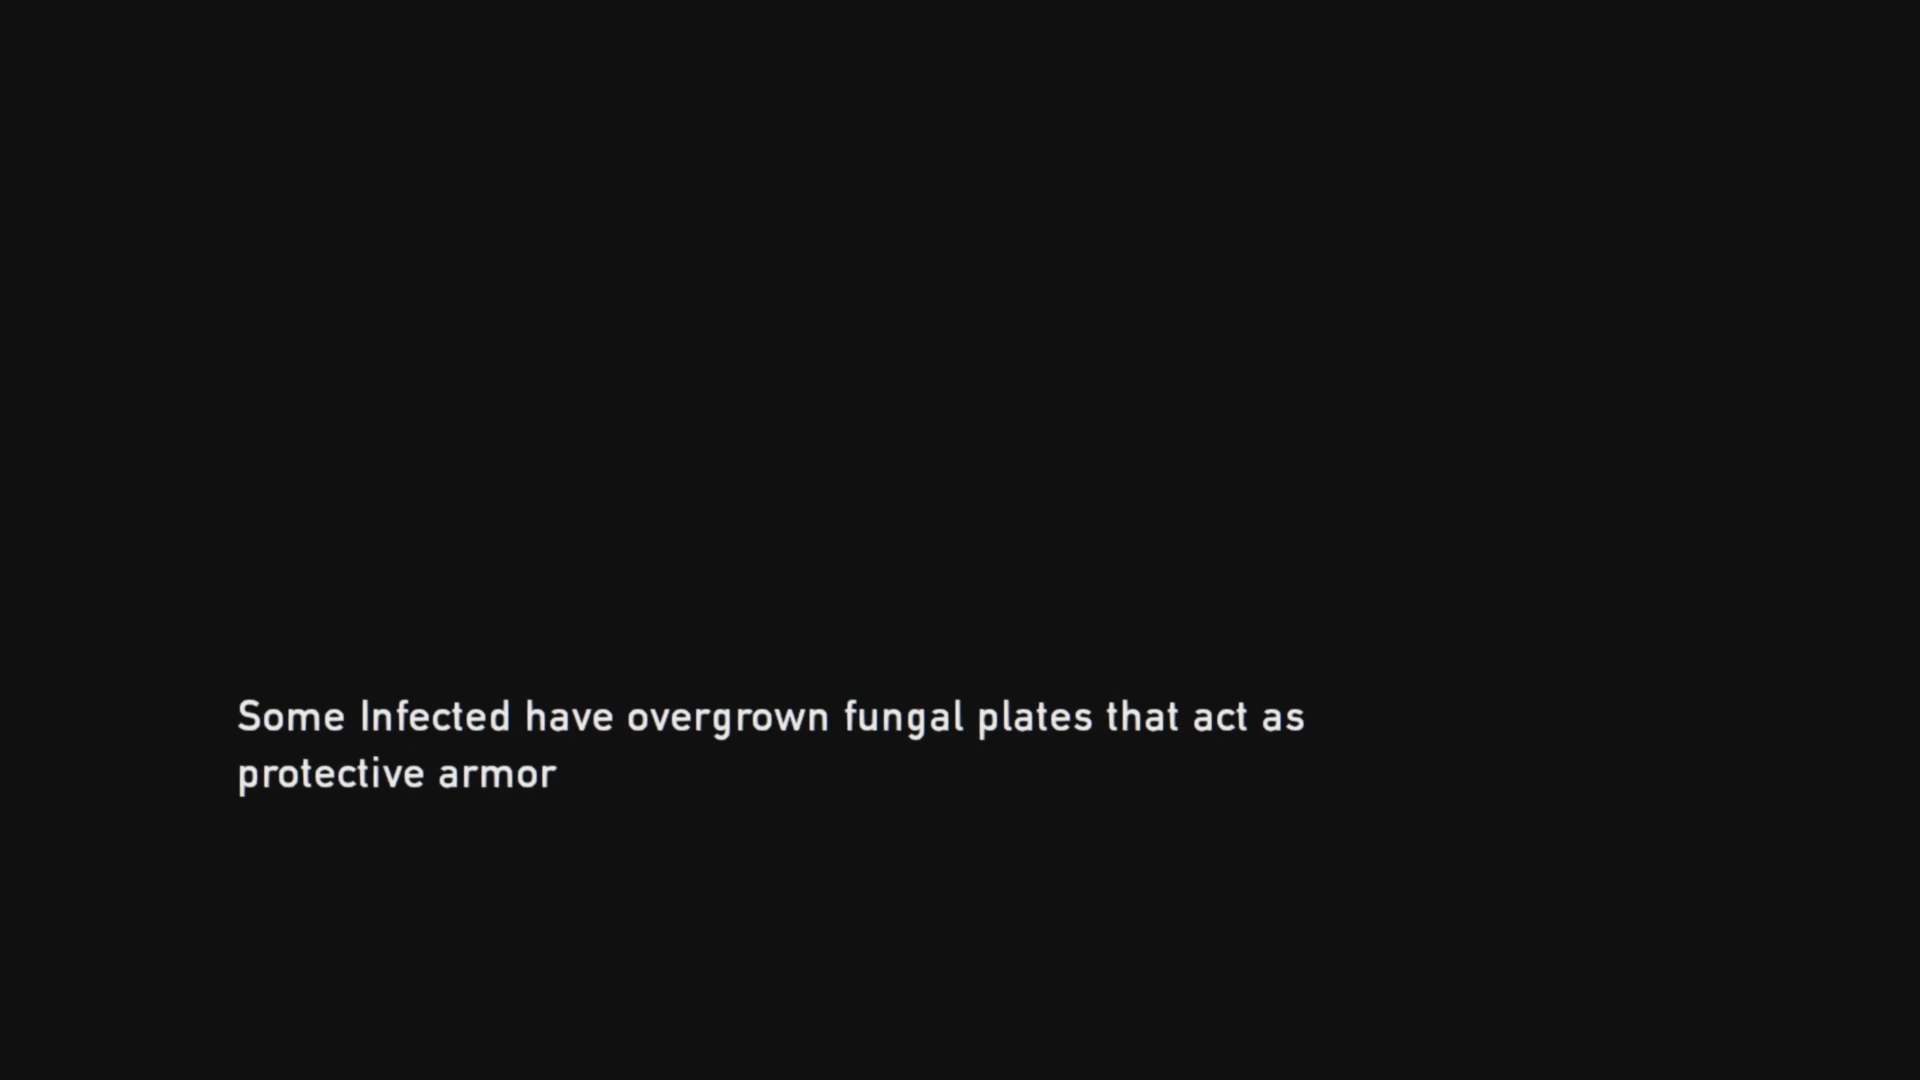 Some Infected have overgrown fungal plates that act as
protective armor